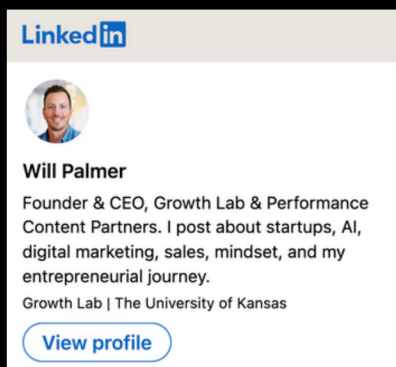 LinkedIn
Will Palmer
Founder & CEO, Growth Lab & Performance
Content Partners. I post about startups, AI,
digital marketing, sales, mindset, and my
entrepreneurial journey.
Growth Lab | The University of Kansas
View profile